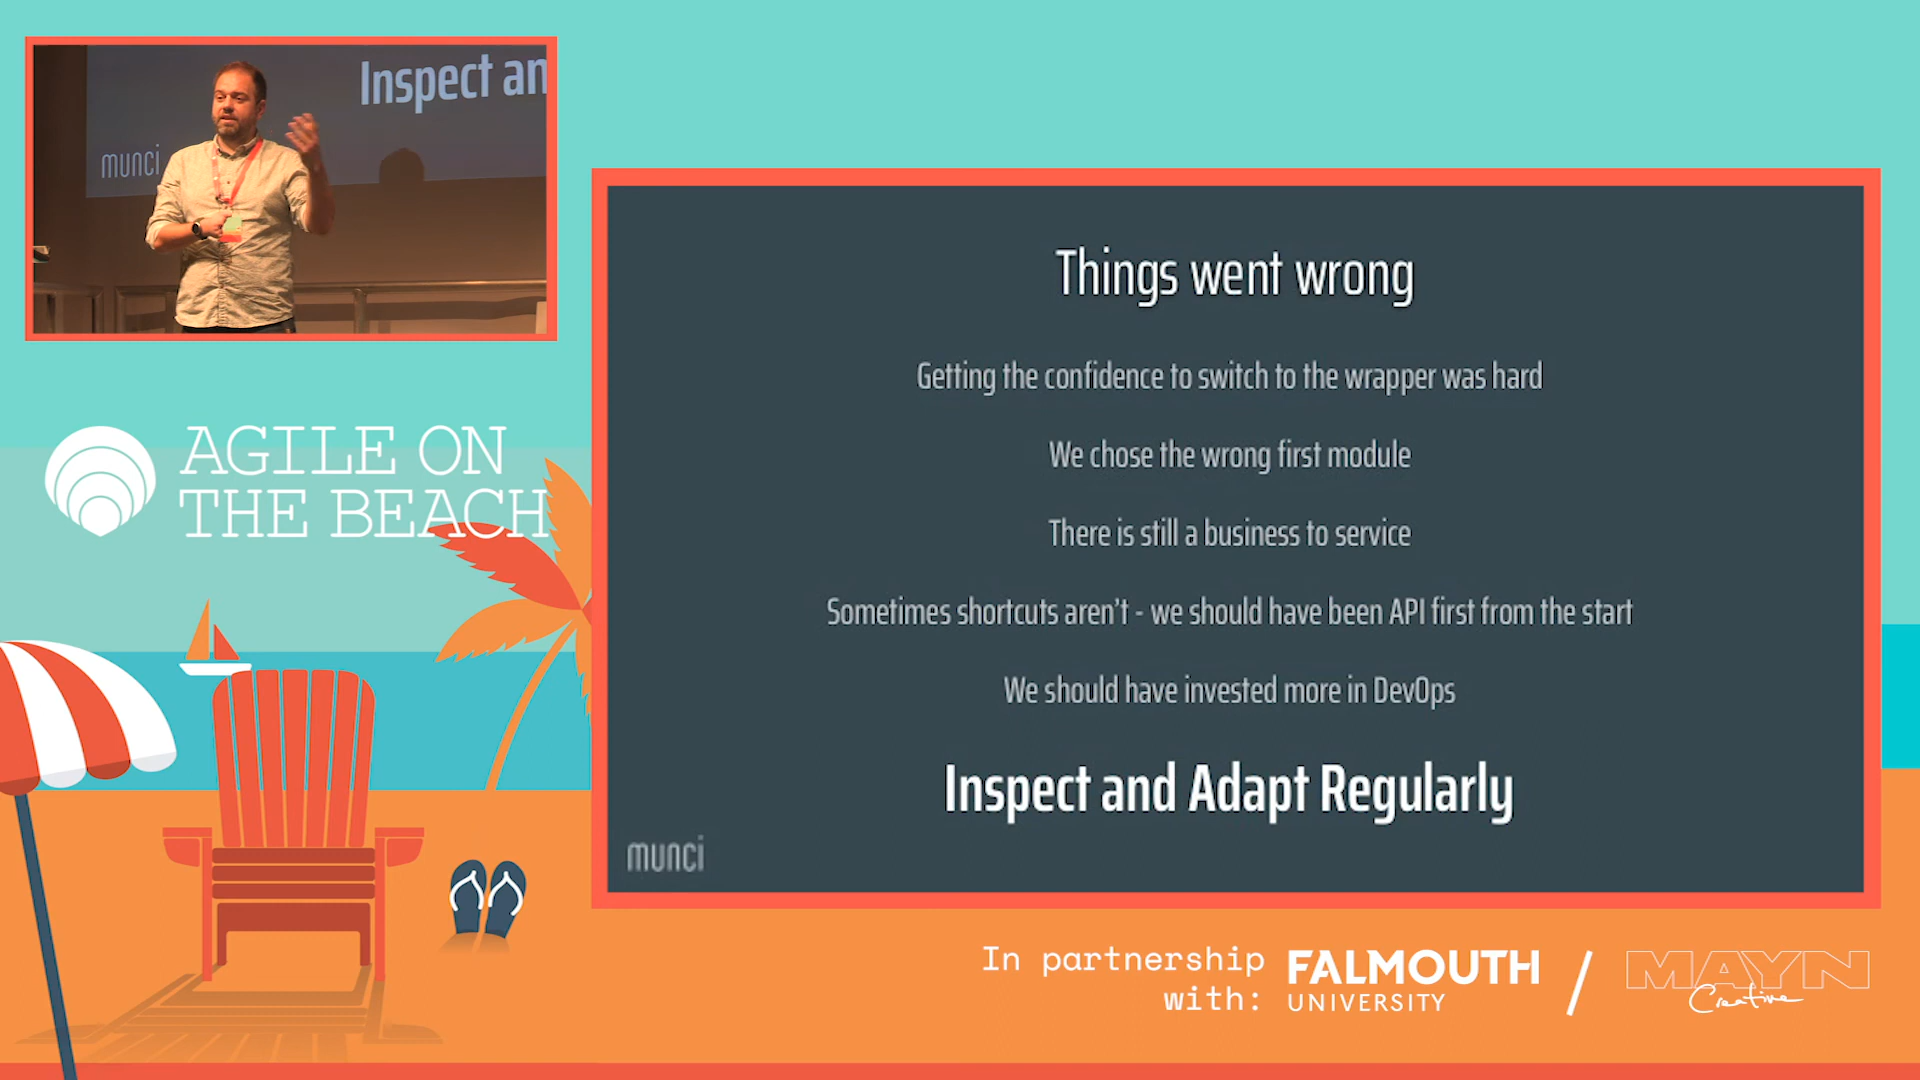 Inspect an
munci
AGILE ON
THE BEACH
Things went wrong
Getting the confidence to switch to the wrapper was hard
We chose the wrong first module
There is still a business to service
Sometimes shortcuts aren't - we should have been API first from the start
We should have invested more in DevOps
Inspect and Adapt Regularly
munci
In partnership
with:
FALMOUTH
UNIVERSITY
/
MAYN
Creative